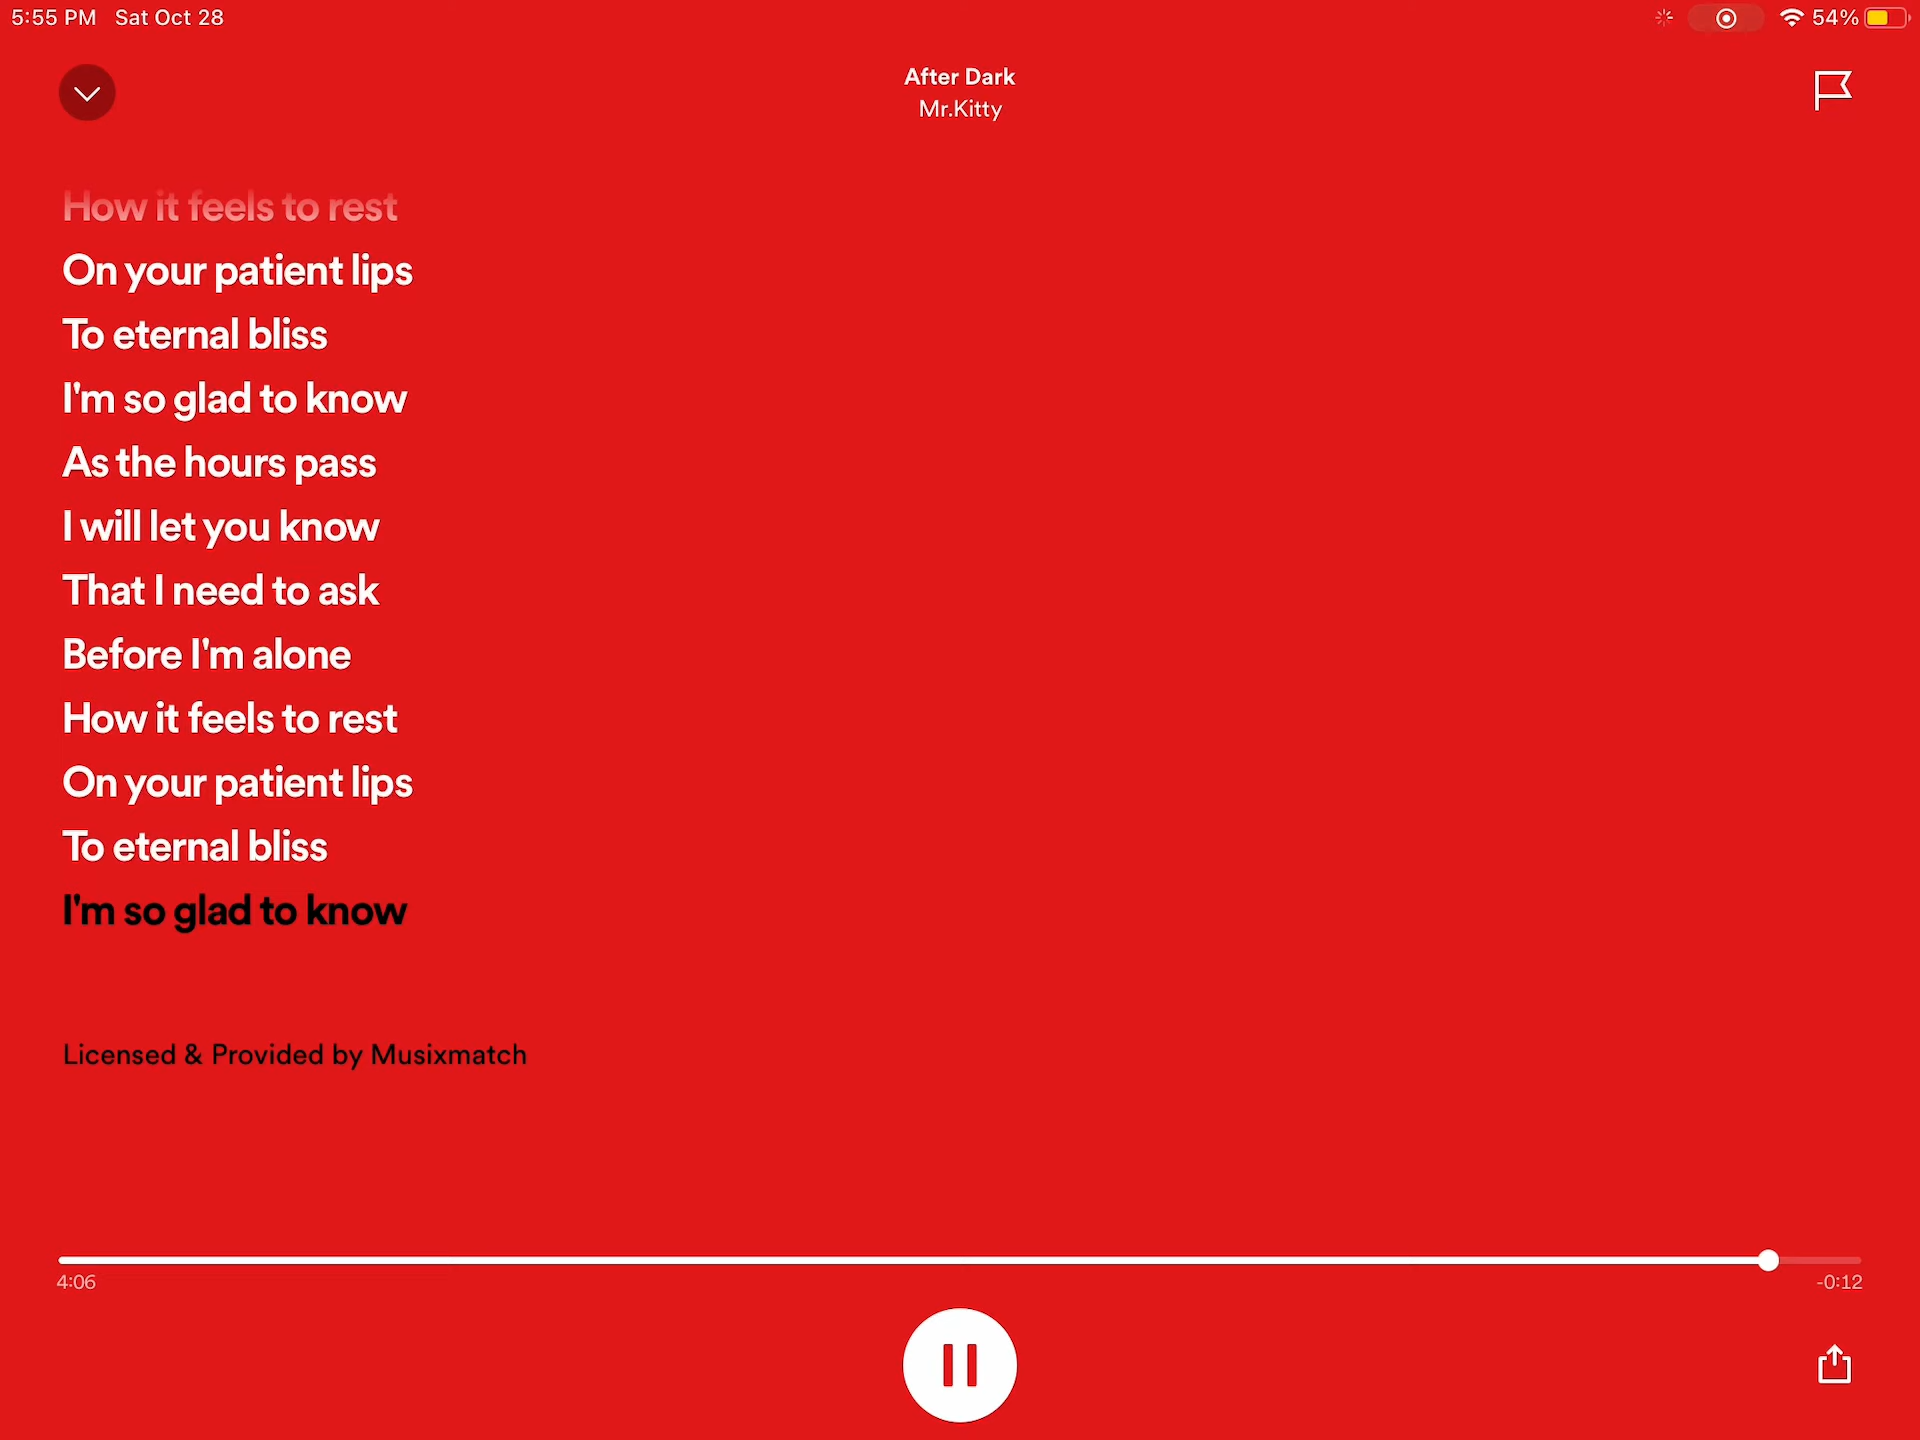 5:55 PM Sat Oct 28
54%
After Dark
Mr.Kitty
How it feels to rest
On your patient lips
To eternal bliss
I'm so glad to know
As the hours pass
I will let you know
That I need to ask
Before I'm alone
How it feels to rest
On your patient lips
To eternal bliss
I'm so glad to know
Licensed & Provided by Musixmatch
4:06
-0:12